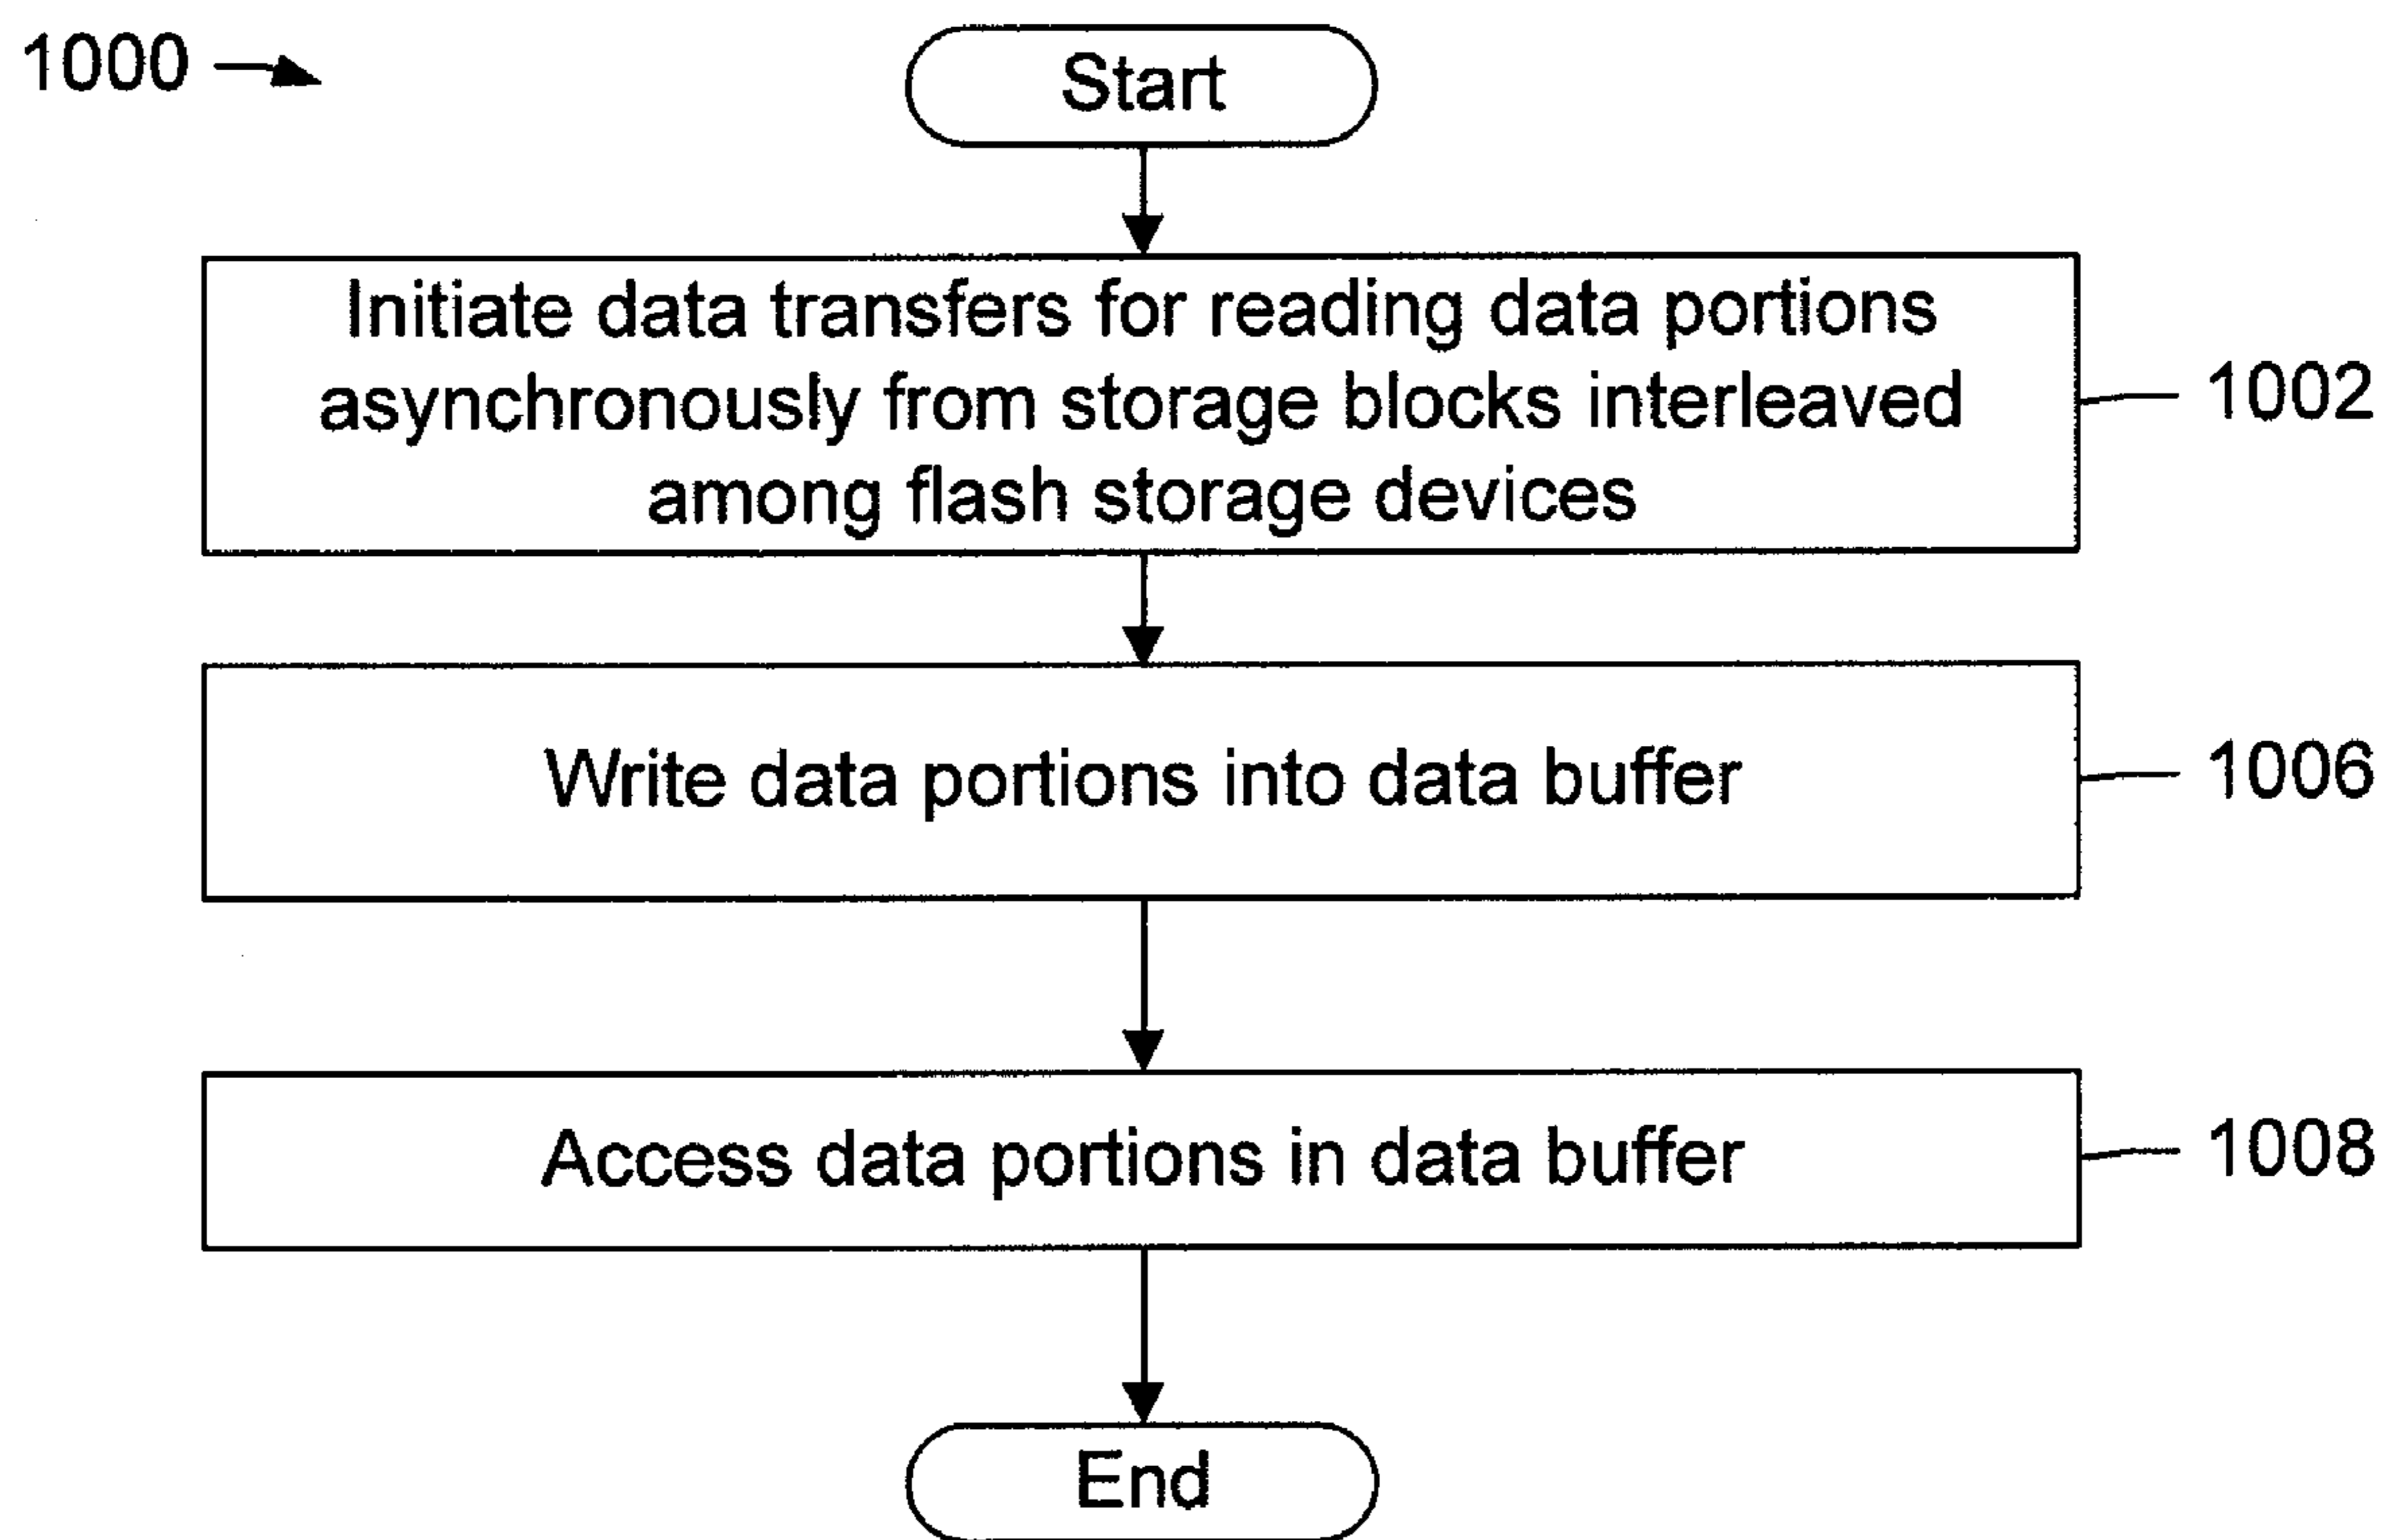 1000
Start
Initiate data transfers for reading data portions
asynchronously from storage blocks interleaved
among flash storage devices
1002
Write data portions into data buffer
1006
Access data portions in data buffer
1008
End